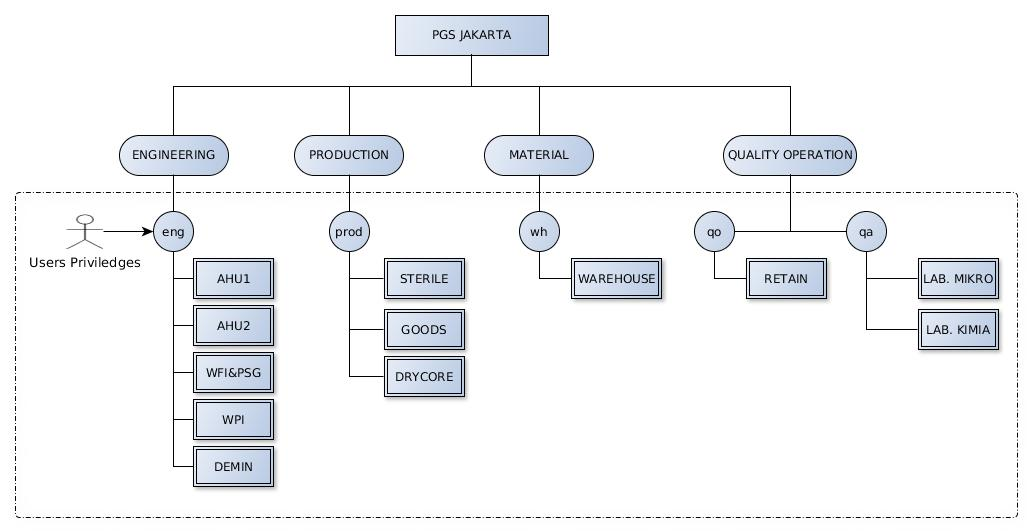 PGS JAKARTA
ENGINEERING
PRODUCTION
MATERIAL
QUALITY OPERATION
Users Priviledges
eng
prod
wh
qo
qa
AHU1
AHU2
WFI&PSG
WPI
DEMIN
STERILE
GOODS
DRYCORE
WAREHOUSE
RETAIN
LAB. MIKRO
LAB. KIMIA